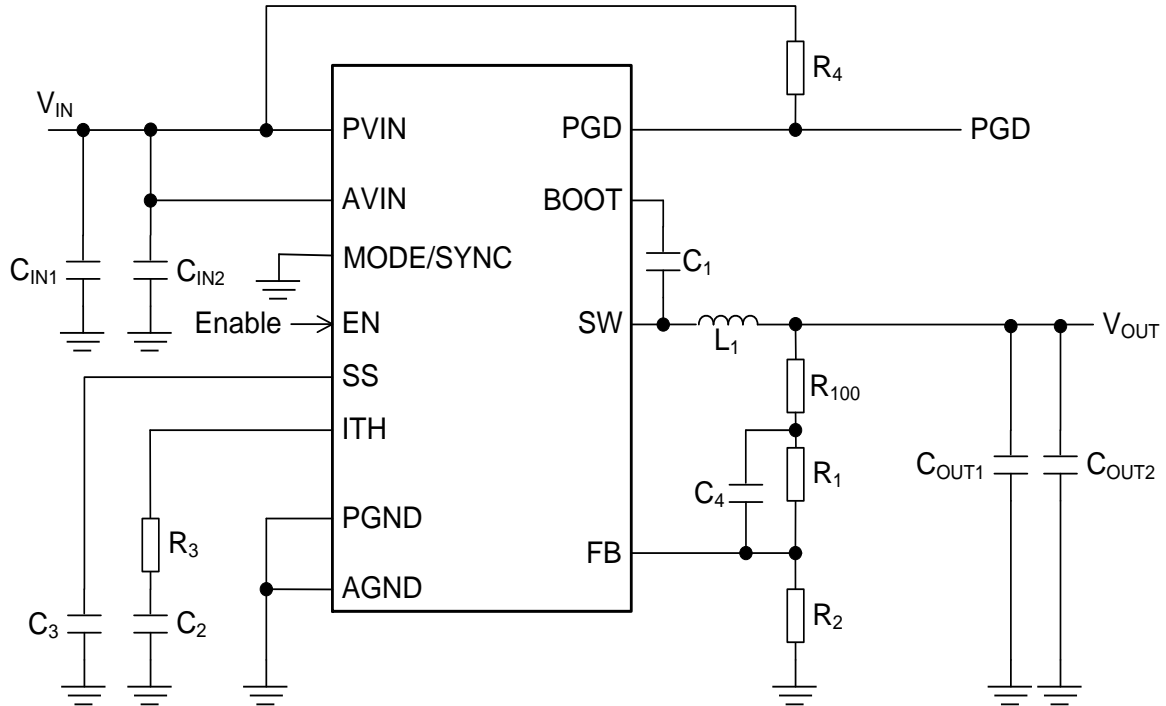 R4
VIN
PVIN
PGD
PGD
AVIN
BOOT
CIN1
CIN2
MODE/SYNC
C1
Enable
EN
SW
L1
VOUT
SS
R100
ITH
C4
R1
COUT1
COUT2
R3
PGND
FB
AGND
C3
C2
R2